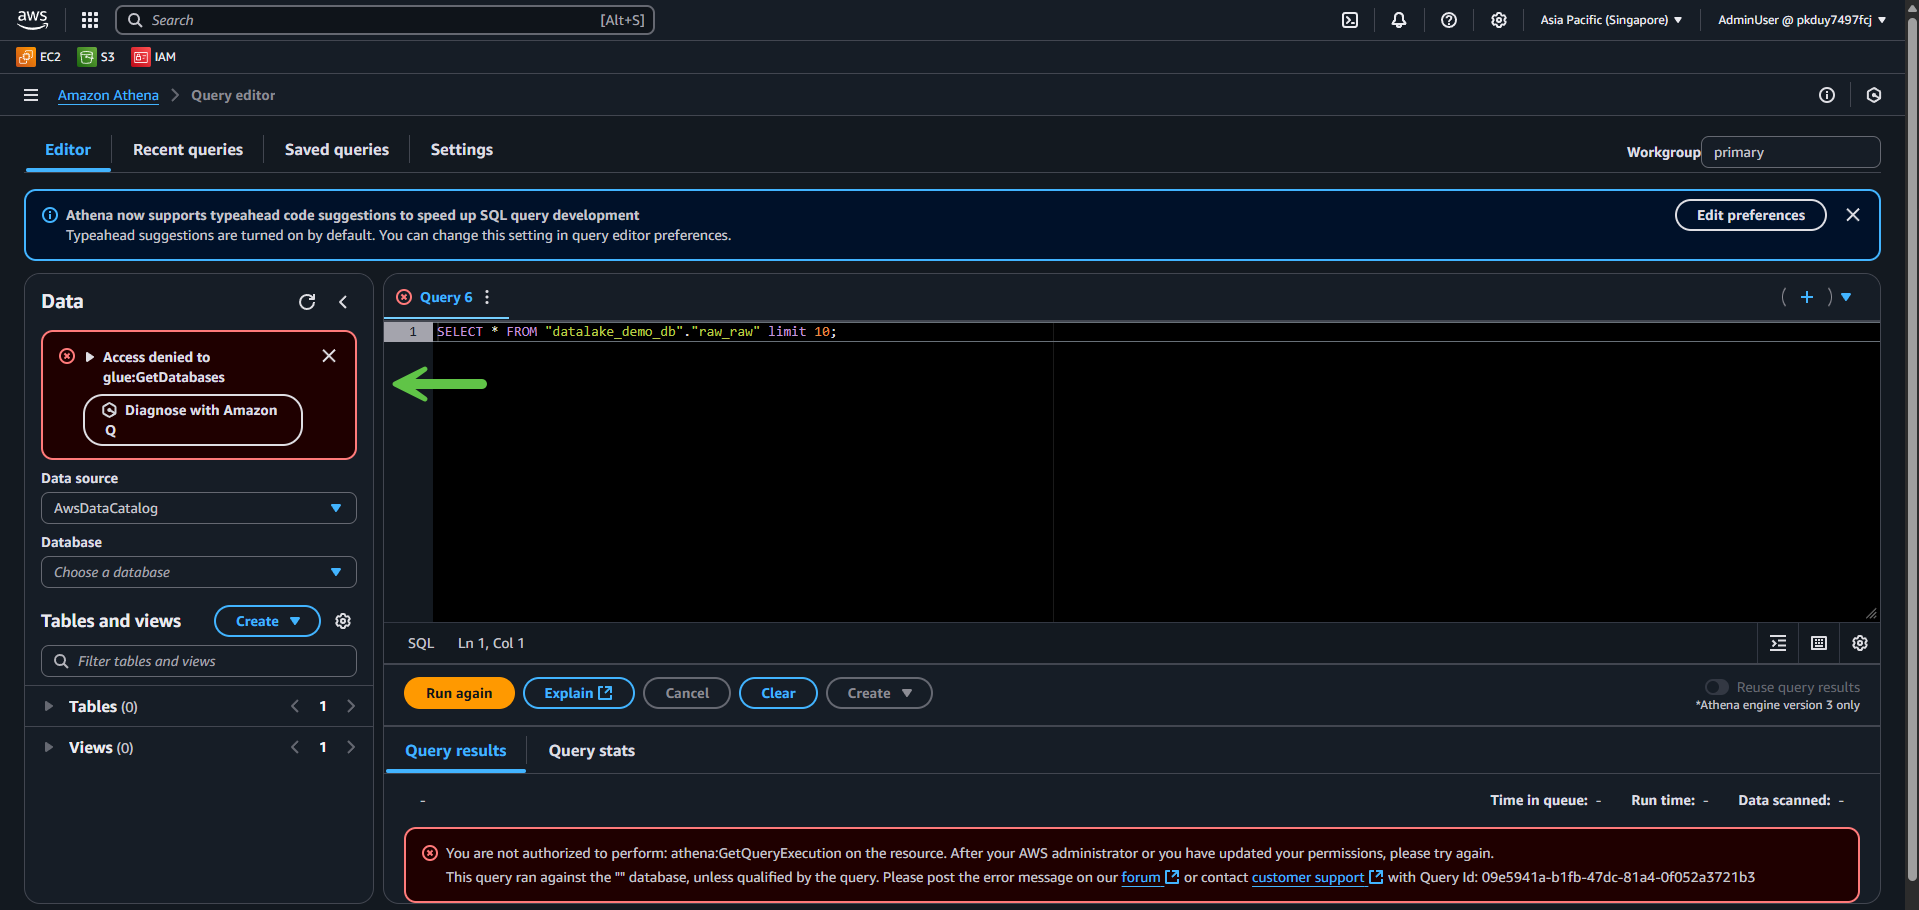 aws
Search [Alt+S]
Asia Pacific (Singapore)
AdminUser @ pkduy7497fcj
EC2 S3 IAM
Amazon Athena Query editor
Editor Recent queries Saved queries Settings
Workgroup primary
Athena now supports typeahead code suggestions to speed up SQL query development
Typeahead suggestions are turned on by default. You can change this setting in query editor preferences.
Edit preferences
Data
Access denied to
glue:GetDatabases
Diagnose with Amazon
Q
Data source
AwsDataCatalog
Database
Choose a database
Tables and views Create
Filter tables and views
Tables (0) 1
Views (0) 1
Query 6
1 SELECT * FROM "datalake_demo_db"."raw_raw" limit 10;
SQL Ln 1, Col 1
Run again Explain Cancel Clear Create
Reuse query results
*Athena engine version 3 only
Query results Query stats
-
Time in queue: - Run time: - Data scanned: -
You are not authorized to perform: athena:GetQueryExecution on the resource. After your AWS administrator or you have updated your permissions, please try again.
This query ran against the "" database, unless qualified by the query. Please post the error message on our forum or contact customer support with Query Id: 09e5941a-b1fb-47dc-81a4-0f052a3721b3